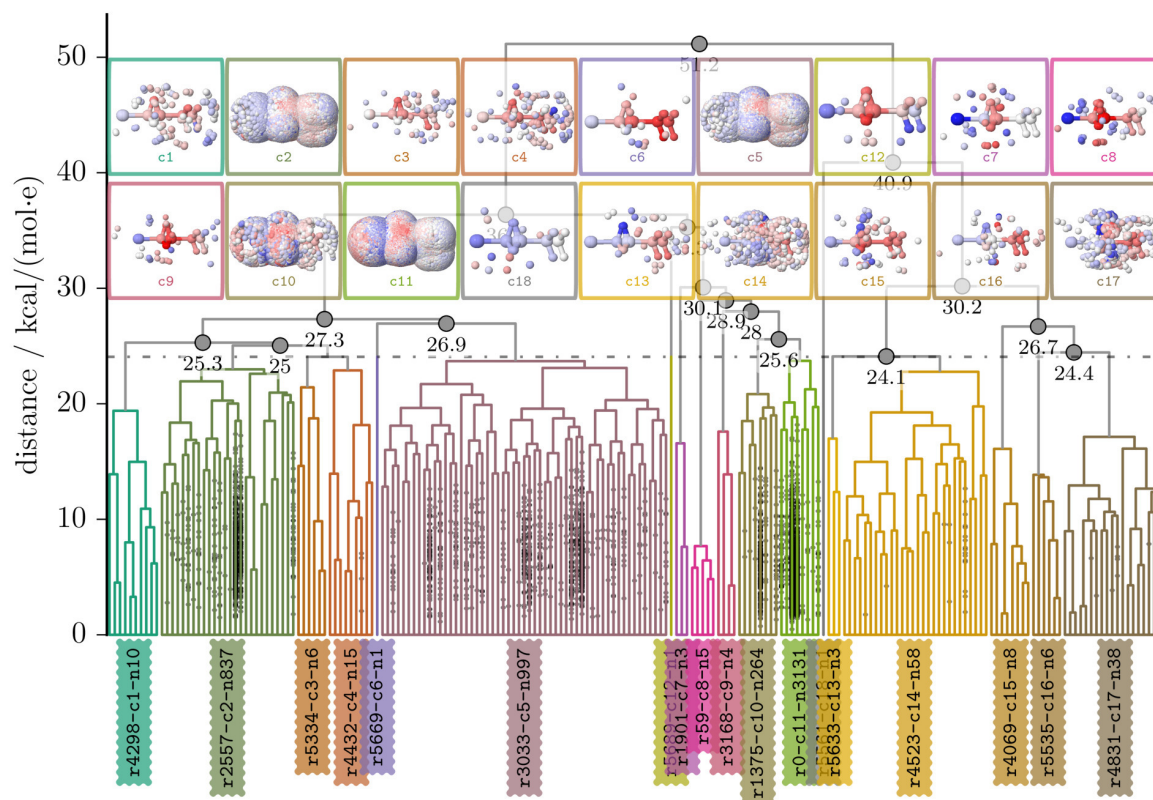 distance / kcal/(mol·e)
50
40
30
20
10
0
51.2
c1
c2
c3
c4
c6
c5
c12
c7
c8
40.9
c9
c10
c11
c18
c13
c14
c15
c16
c17
30.1
28.9
28
25.6
30.2
27.3
25.3
25
26.9
24.1
26.7
24.4
r4298-c1-n10
r2557-c2-n837
r5334-c3-n6
r4432-c4-n15
r5669-c6-n1
r3033-c5-n997
r5689-c12-n1
r1901-c7-n3
r59-c8-n5
r3168-c9-n4
r1375-c10-n264
r0-c11-n3131
r5633-c13-n3
r4523-c14-n58
r4069-c15-n8
r5535-c16-n6
r4831-c17-n38